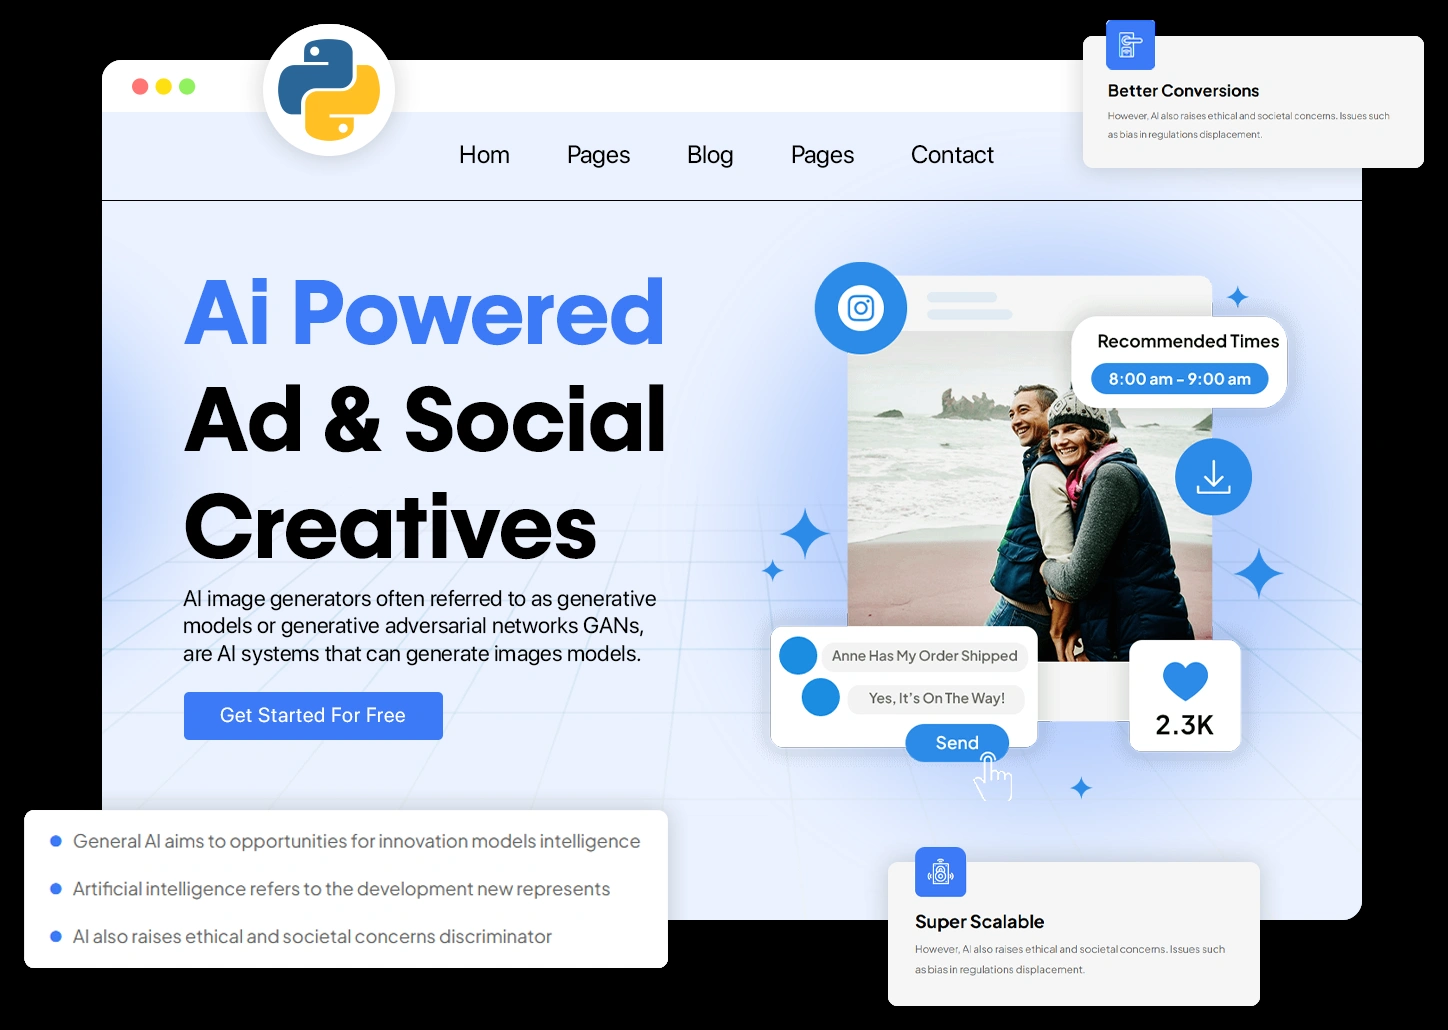 Better Conversions
However, AI also raises ethical and societal concerns. Issues such
as bias in regulations displacement.
Hom Pages Blog Pages Contact
Ai Powered
Ad & Social
Creatives
AI image generators often referred to as generative
models or generative adversarial networks GANs,
are AI systems that can generate images models.
Get Started For Free
Recommended Times
8:00 am - 9:00 am
Anne Has My Order Shipped
Yes, It's On The Way!
Send
2.3K
General AI aims to opportunities for innovation models intelligence
Artificial intelligence refers to the development new represents
AI also raises ethical and societal concerns discriminator
Super Scalable
However, AI also raises ethical and societal concerns. Issues such
as bias in regulations displacement.